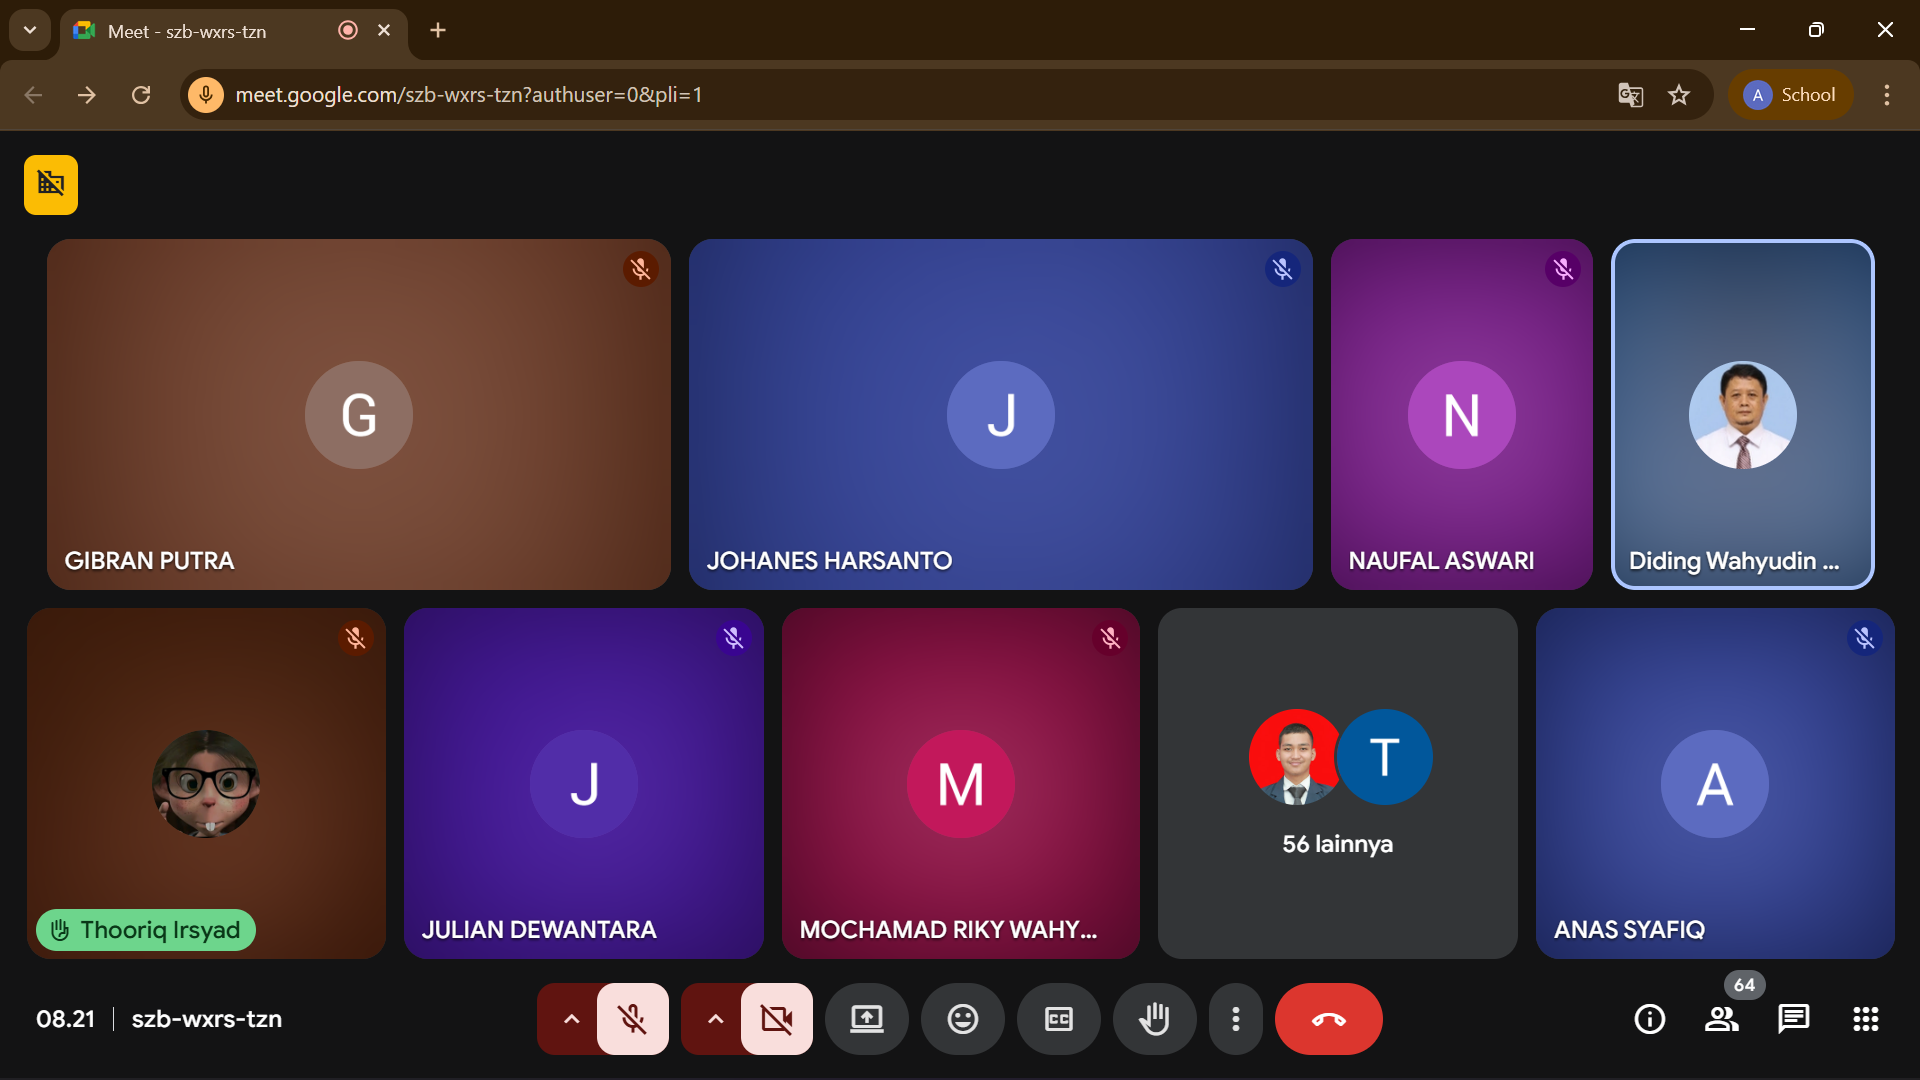 Meet - szb-wxrs-tzn
meet.google.com/szb-wxrs-tzn?authuser=0&pli=1
A School
G
GIBRAN PUTRA
J
JOHANES HARSANTO
N
NAUFAL ASWARI
Diding Wahyudin ...
Thooriq Irsyad
J
JULIAN DEWANTARA
M
MOCHAMAD RIKY WAHY...
T
56 lainnya
A
ANAS SYAFIQ
08.21 szb-wxrs-tzn
CC
64